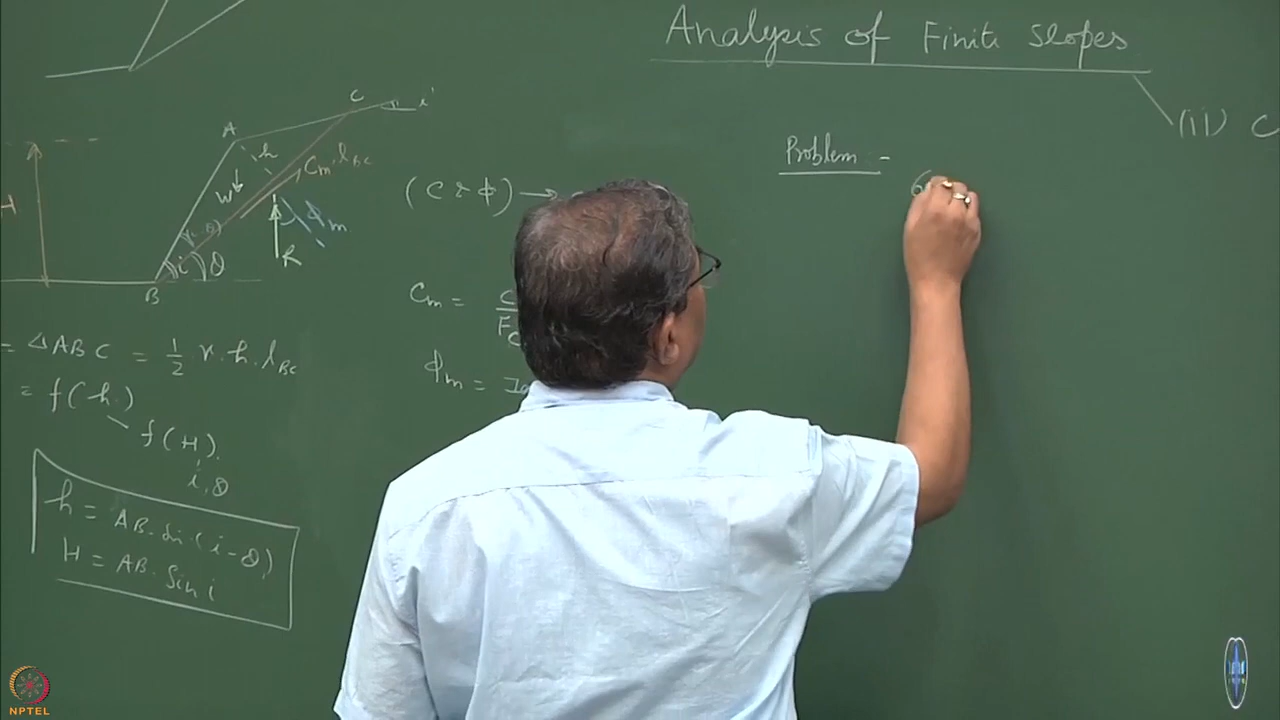 Analysis of Finite Slopes
(ii) C
Problem :-
A
C
i'
h
Cm, lBC
W
H
i
θ
R
ϕm
B
(C & ϕ) →
Cm = C
Fc
ϕm =
= ΔABC = 1/2 γ. h. lBC
= f(h)
f(H)
i, θ
h = AB. Sin (i-θ)
H = AB. Sin i
NPTEL